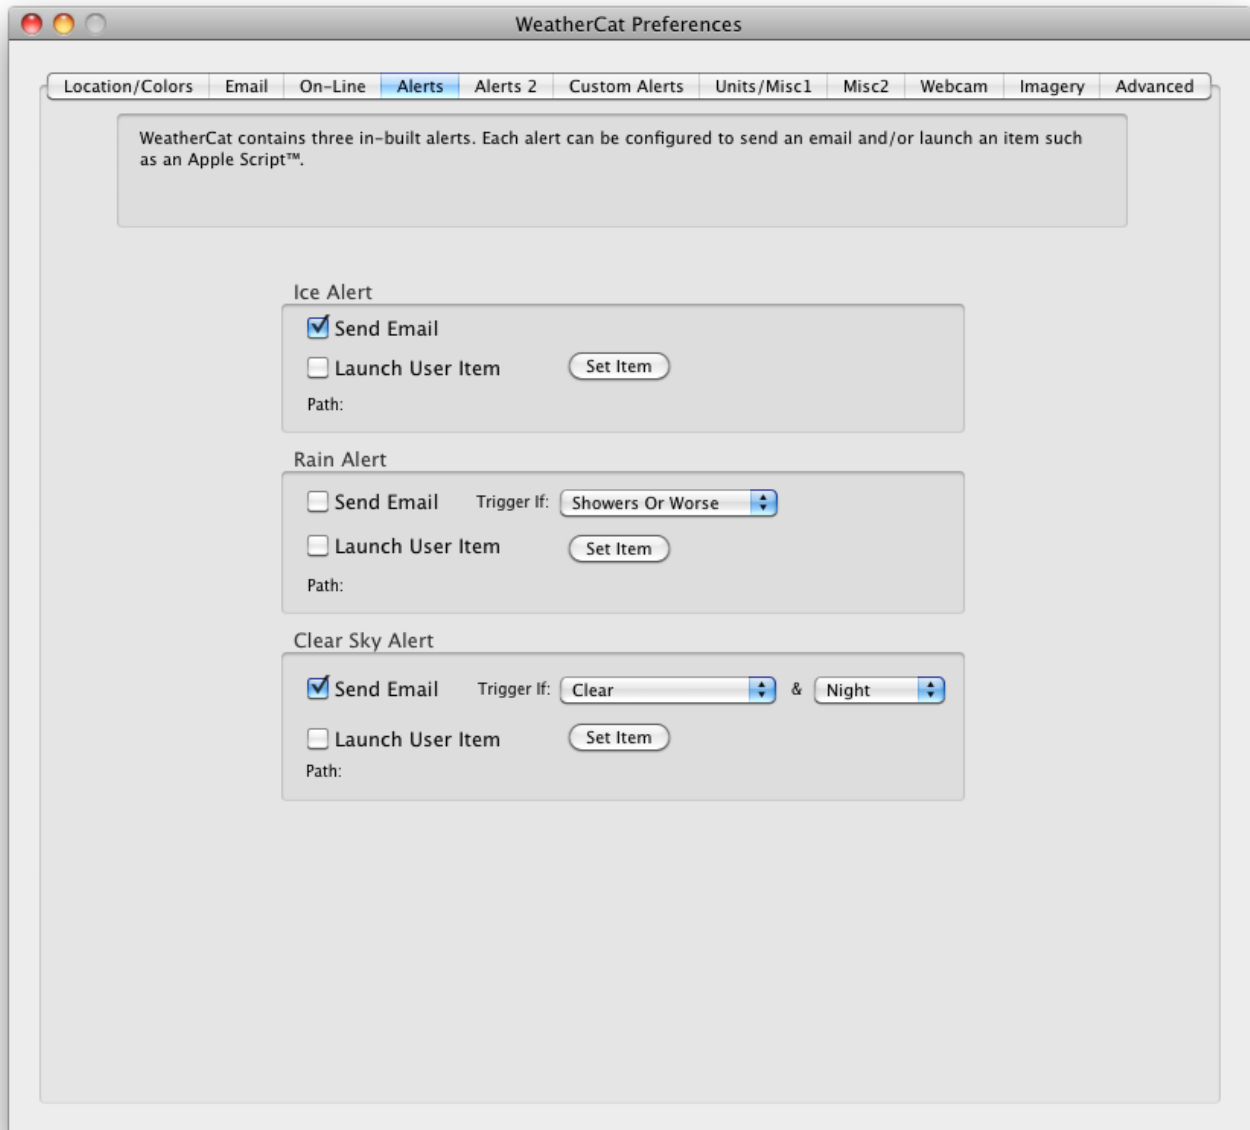 WeatherCat Preferences
Location/Colors Email On-Line Alerts Alerts 2 Custom Alerts Units/Misc1 Misc2 Webcam Imagery Advanced
WeatherCat contains three in-built alerts. Each alert can be configured to send an email and/or launch an item such
as an Apple Script™.
Ice Alert
Send Email
Launch User Item Set Item
Path:
Rain Alert
Send Email Trigger If: Showers Or Worse
Launch User Item Set Item
Path:
Clear Sky Alert
Send Email Trigger If: Clear & Night
Launch User Item Set Item
Path: